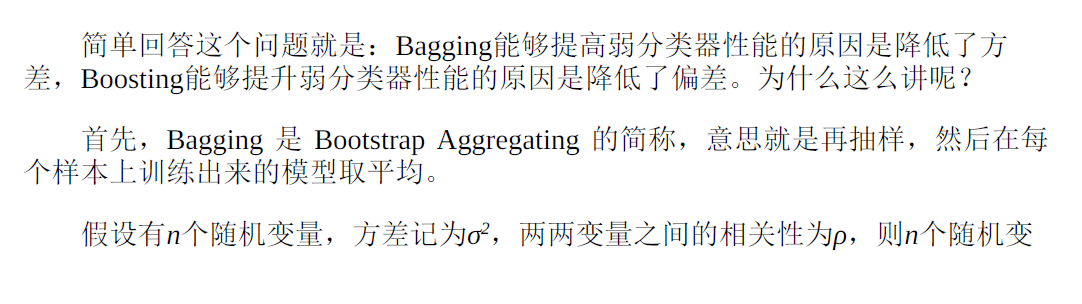 简单回答这个问题就是：Bagging能够提高弱分类器性能的原因是降低了方
差，Boosting能够提升弱分类器性能的原因是降低了偏差。为什么这么讲呢？
首先，Bagging 是 Bootstrap Aggregating 的简称，意思就是再抽样，然后在每
个样本上训练出来的模型取平均。
假设有n个随机变量，方差记为σ²，两两变量之间的相关性为ρ，则n个随机变